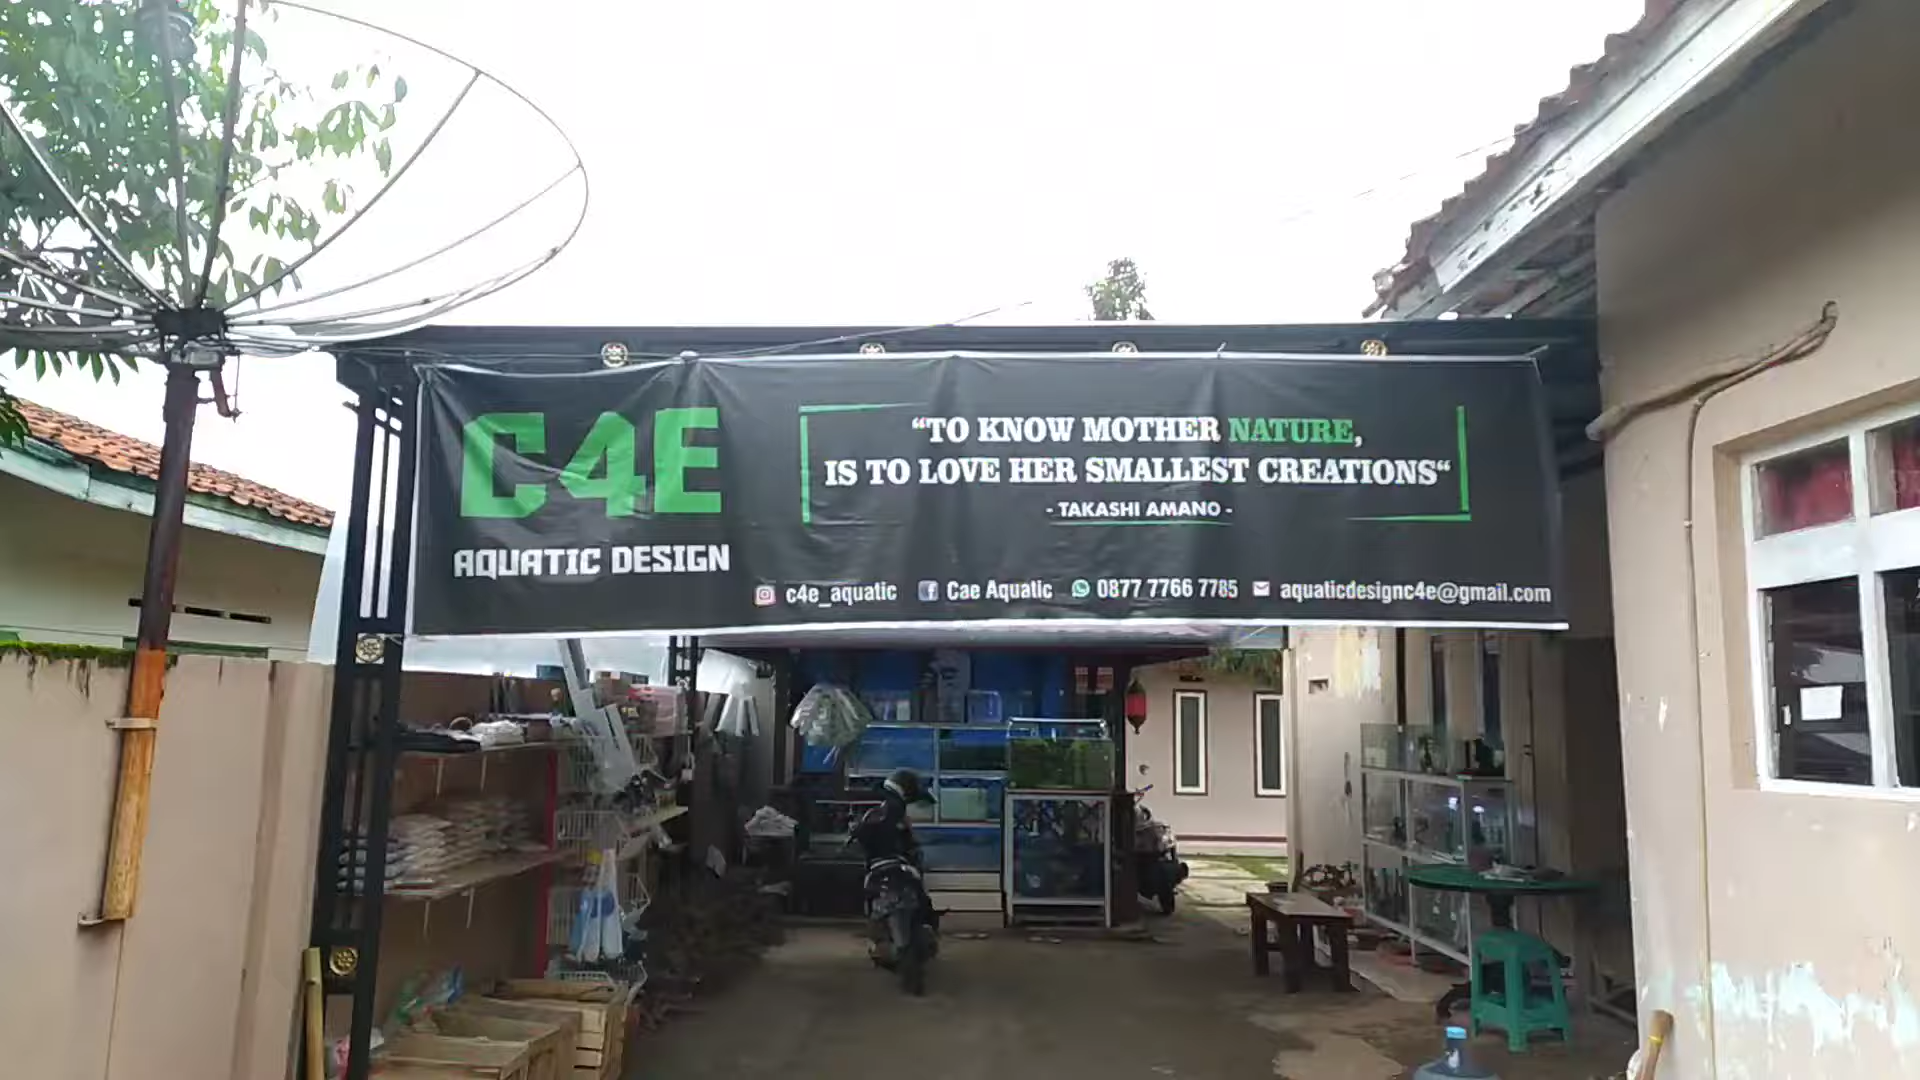 C4E
AQUATIC DESIGN
“TO KNOW MOTHER NATURE,
IS TO LOVE HER SMALLEST CREATIONS“
- TAKASHI AMANO -
c4e_aquatic Cae Aquatic 0877 7766 7785 aquaticdesignc4e@gmail.com